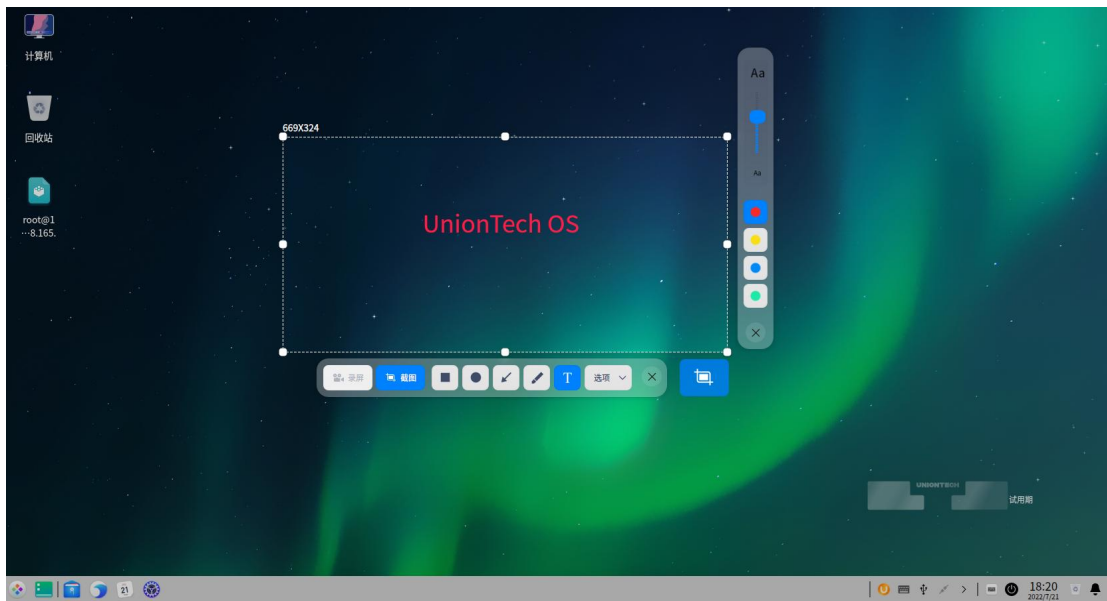 计算机
回收站
root@1
···8.165.
669X324
UnionTech OS
Aa
Aa
录屏
截图
T
选项
UNIONTECH
试用期
21
18:20
2022/7/21